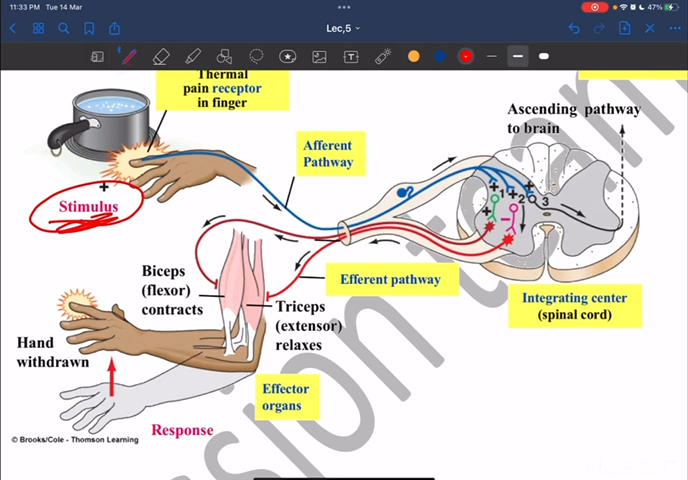 11:33 PM Tue 14 Mar
47%
Lec,5
Thermal
pain receptor
in finger
Ascending pathway
to brain
Afferent
Pathway
+
Stimulus
+1
+2
3
+
−
Biceps
(flexor)
contracts
Efferent pathway
Integrating center
(spinal cord)
Triceps
(extensor)
relaxes
Hand
withdrawn
Effector
organs
Response
© Brooks/Cole - Thomson Learning